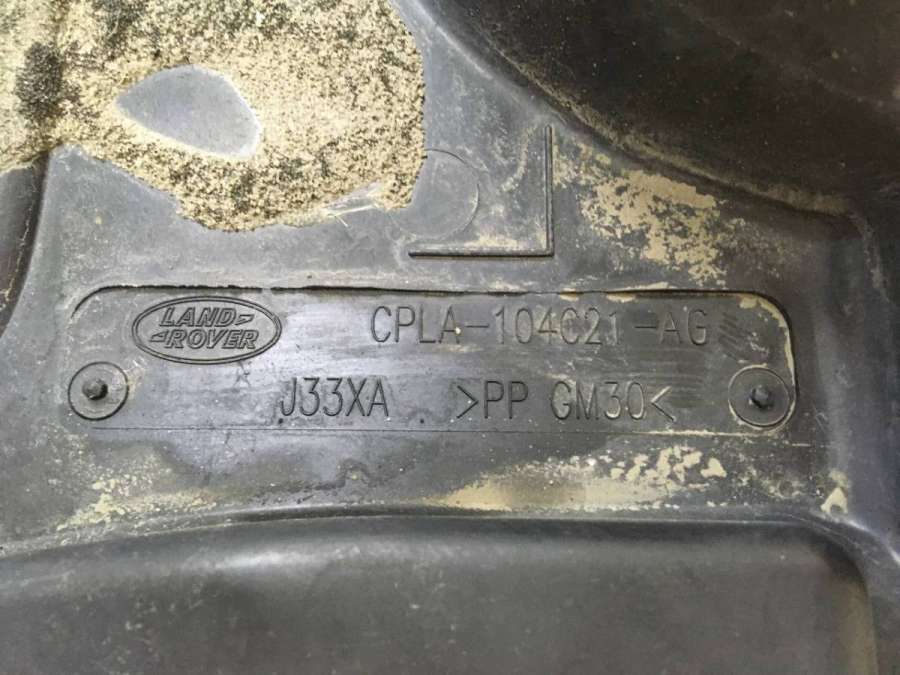 LAND
ROVER
CPLA-104C21-AG
J33XA >PP GM30<